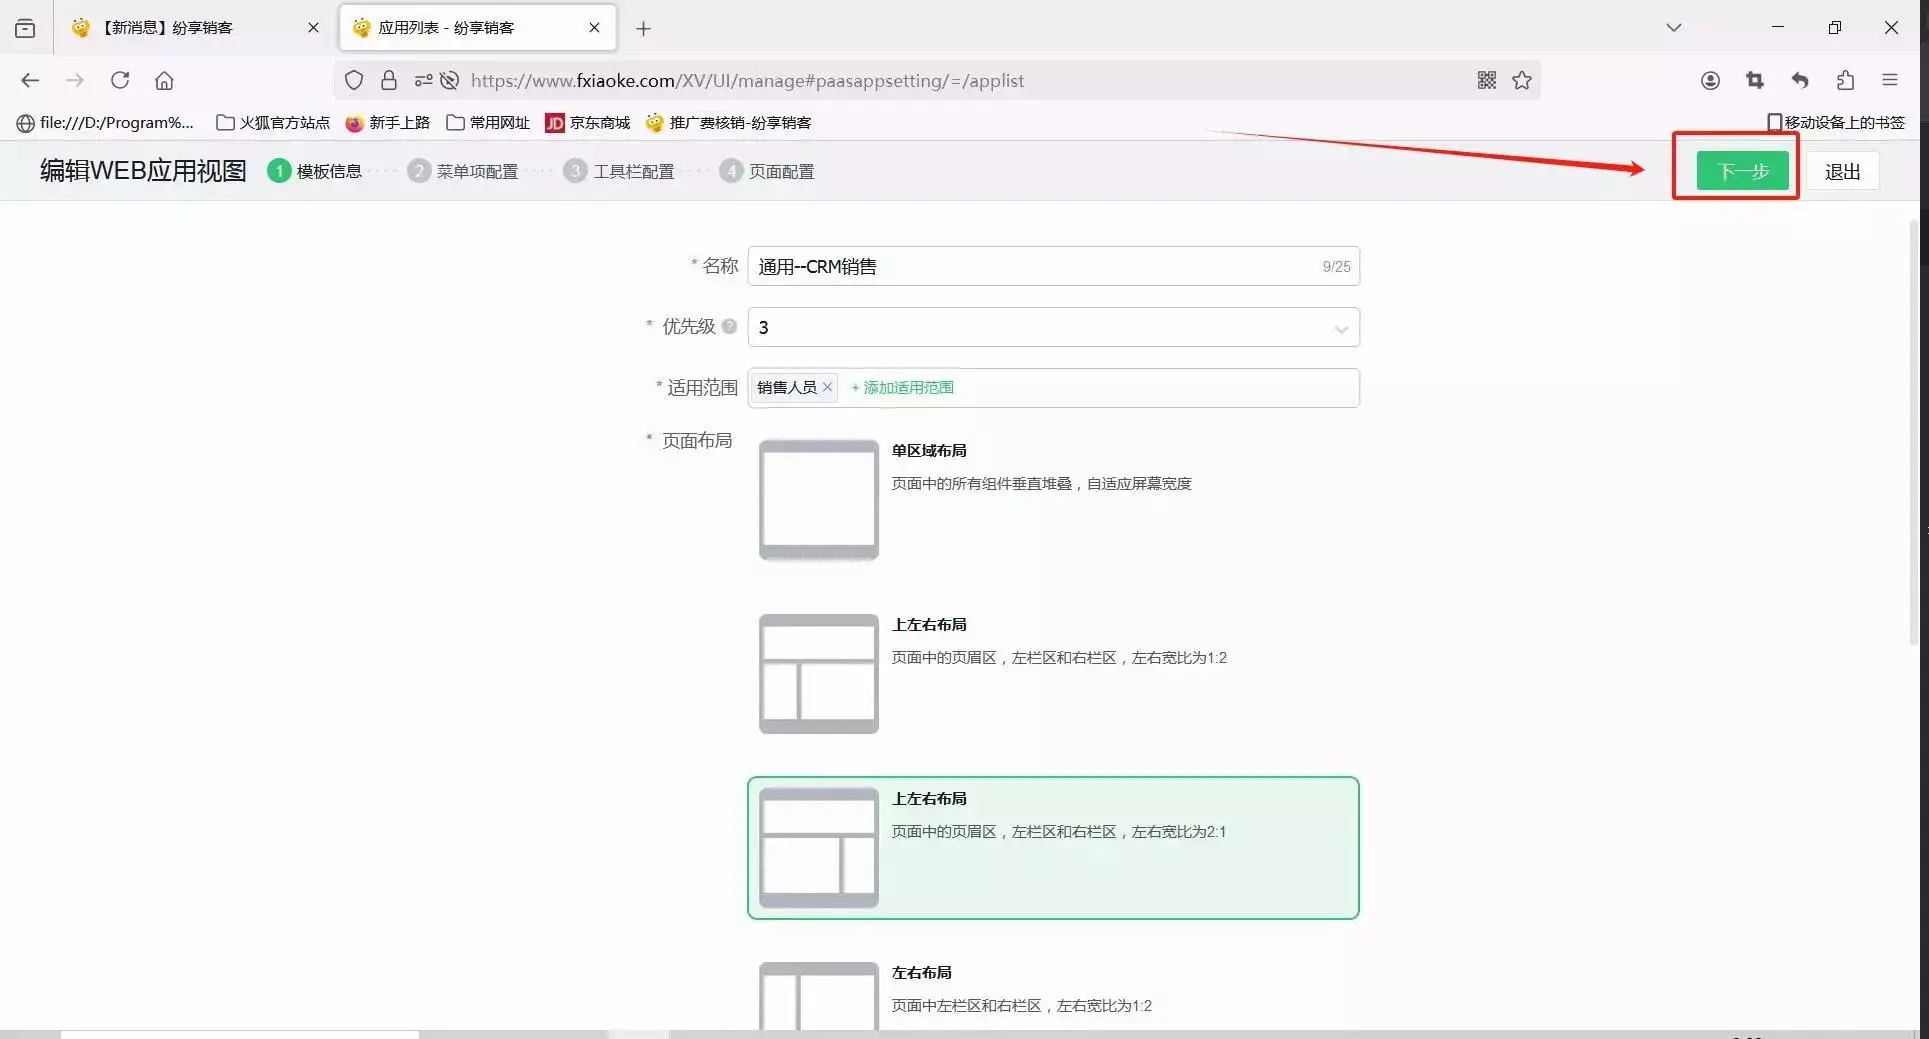 【新消息】纷享销客
应用列表 - 纷享销客
https://www.fxiaoke.com/XV/UI/manage#paasappsetting/=/applist
file:///D:/Program%...
火狐官方站点
新手上路
常用网址
JD 京东商城
推广费核销-纷享销客
移动设备上的书签
编辑WEB应用视图
1 模板信息
2 菜单项配置
3 工具栏配置
4 页面配置
下一步
退出
* 名称 通用--CRM销售 9/25
* 优先级 ? 3
* 适用范围 销售人员 × + 添加适用范围
* 页面布局
单区域布局
页面中的所有组件垂直堆叠，自适应屏幕宽度
上左右布局
页面中的页眉区，左栏区和右栏区，左右宽比为1:2
上左右布局
页面中的页眉区，左栏区和右栏区，左右宽比为2:1
左右布局
页面中左栏区和右栏区，左右宽比为1:2